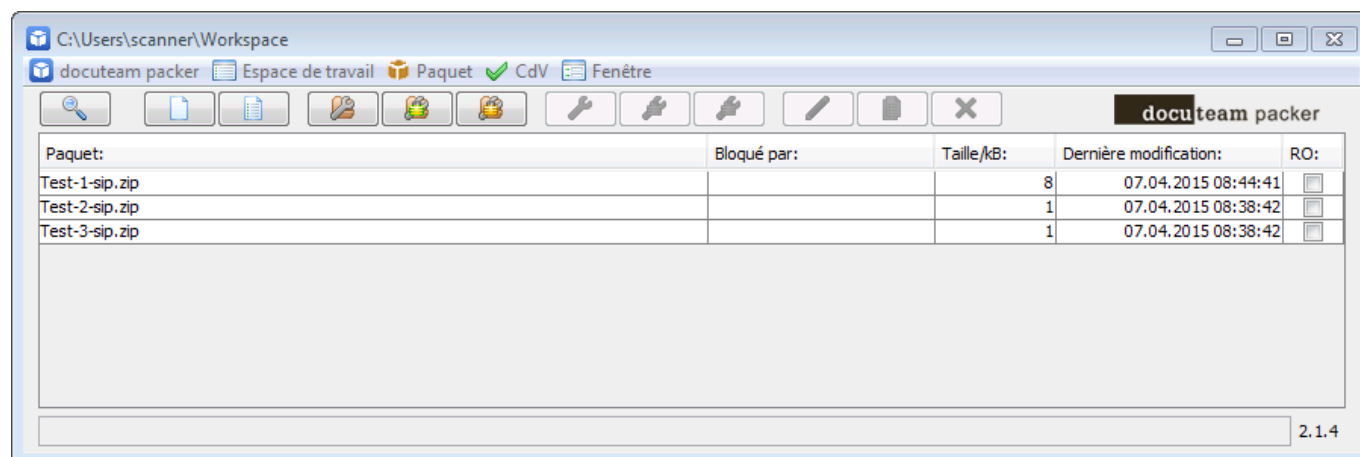 C:\Users\scanner\Workspace
docuteam packer Espace de travail Paquet CdV Fenêtre
docuteam packer
Paquet: Bloqué par: Taille/kB: Dernière modification: RO:
Test-1-sip.zip 8 07.04.2015 08:44:41
Test-2-sip.zip 1 07.04.2015 08:38:42
Test-3-sip.zip 1 07.04.2015 08:38:42
2.1.4